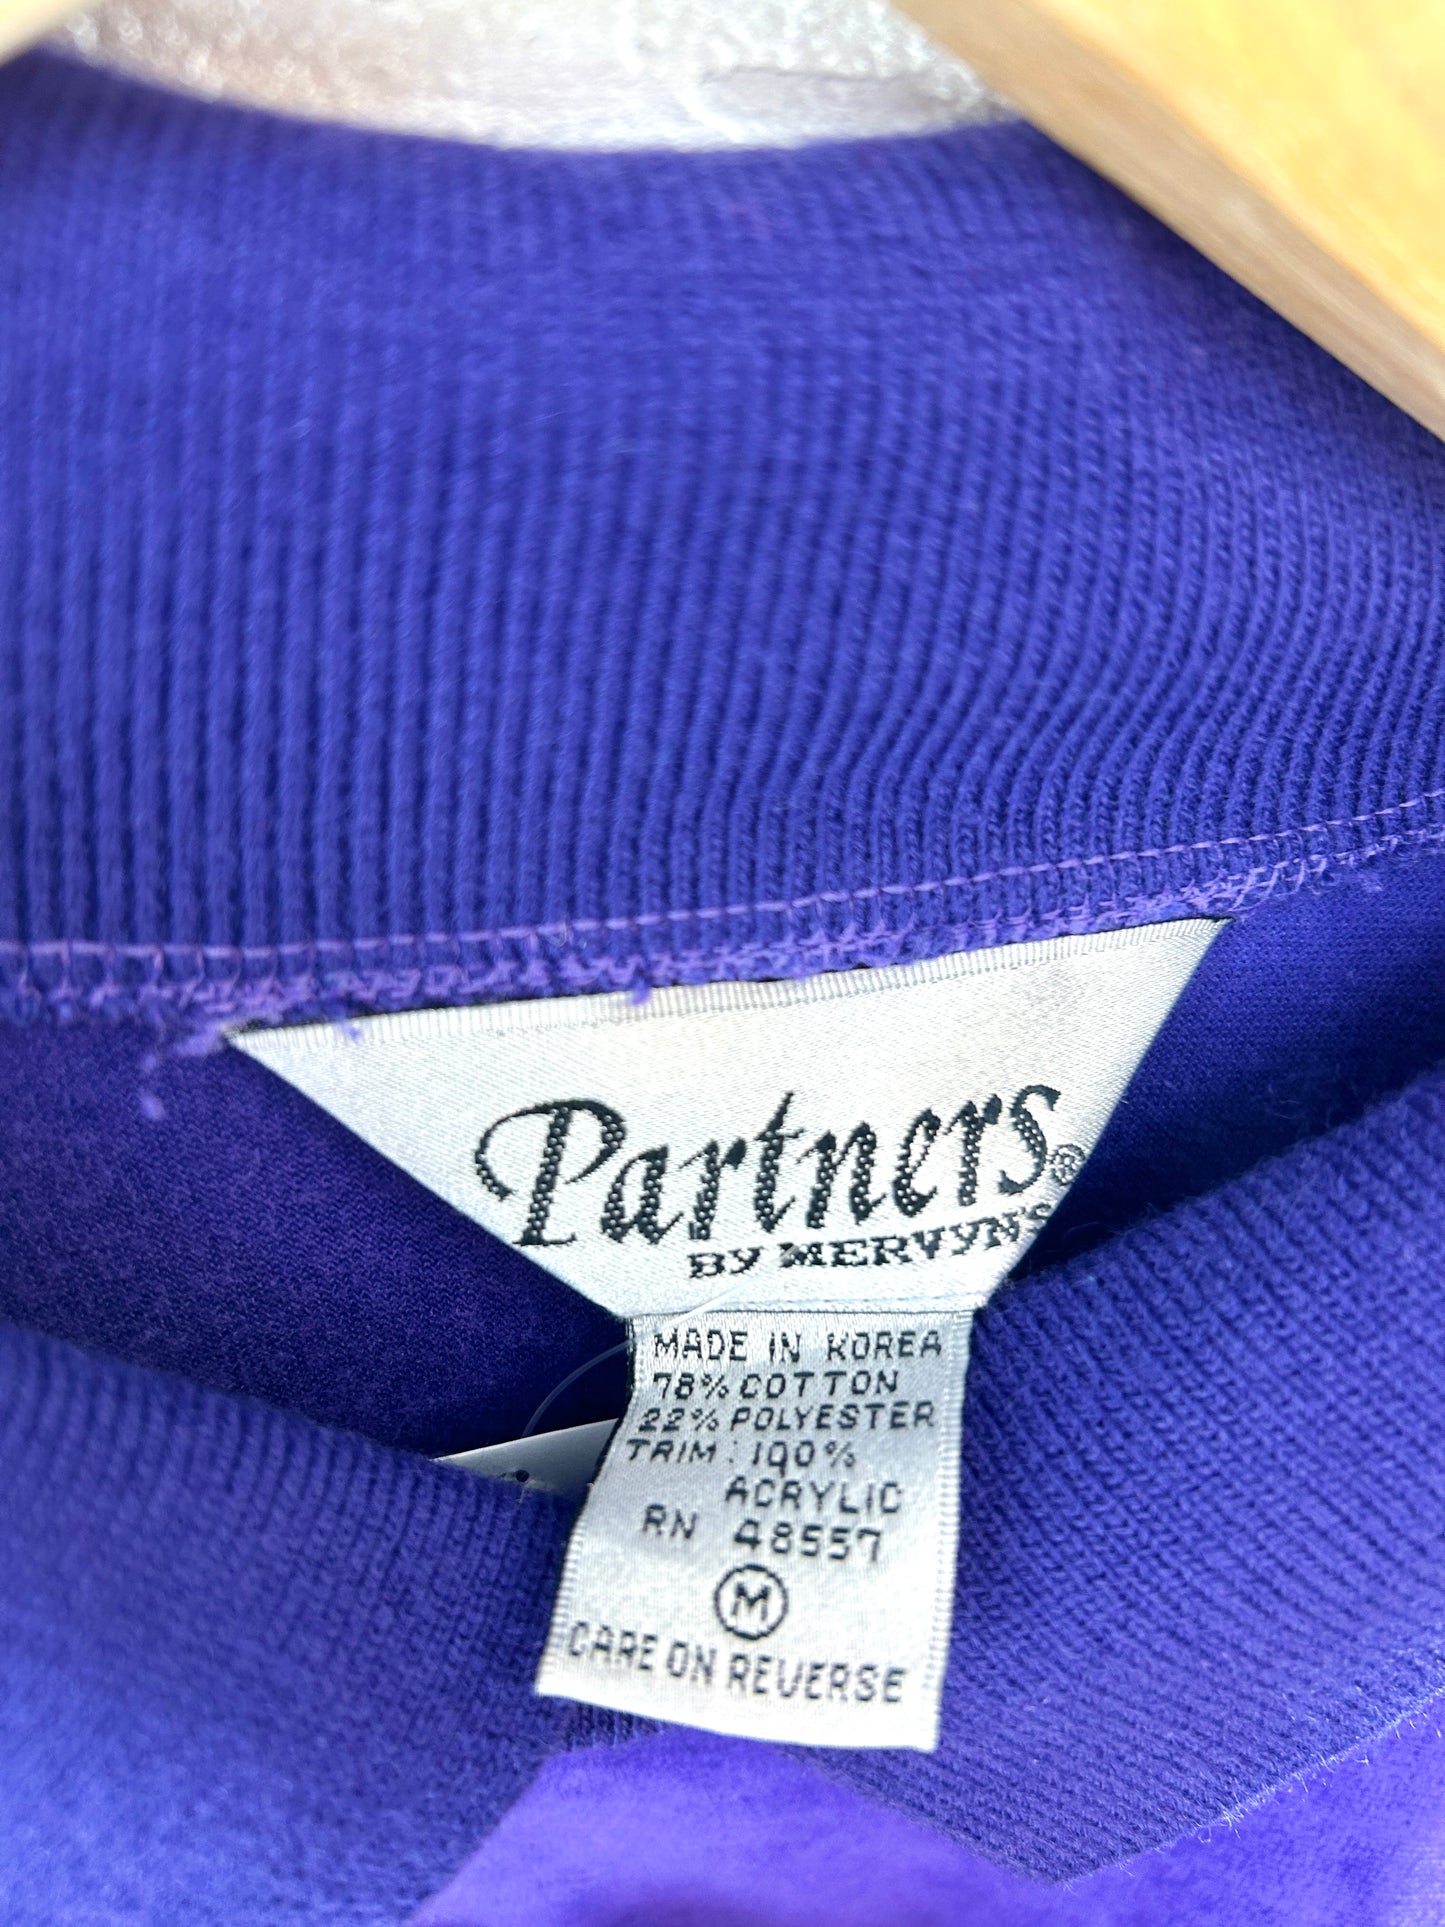 Partners®
BY MERVYN'S
MADE IN KOREA
78% COTTON
22% POLYESTER
TRIM: 100%
ACRYLIC
RN 48557
M
CARE ON REVERSE